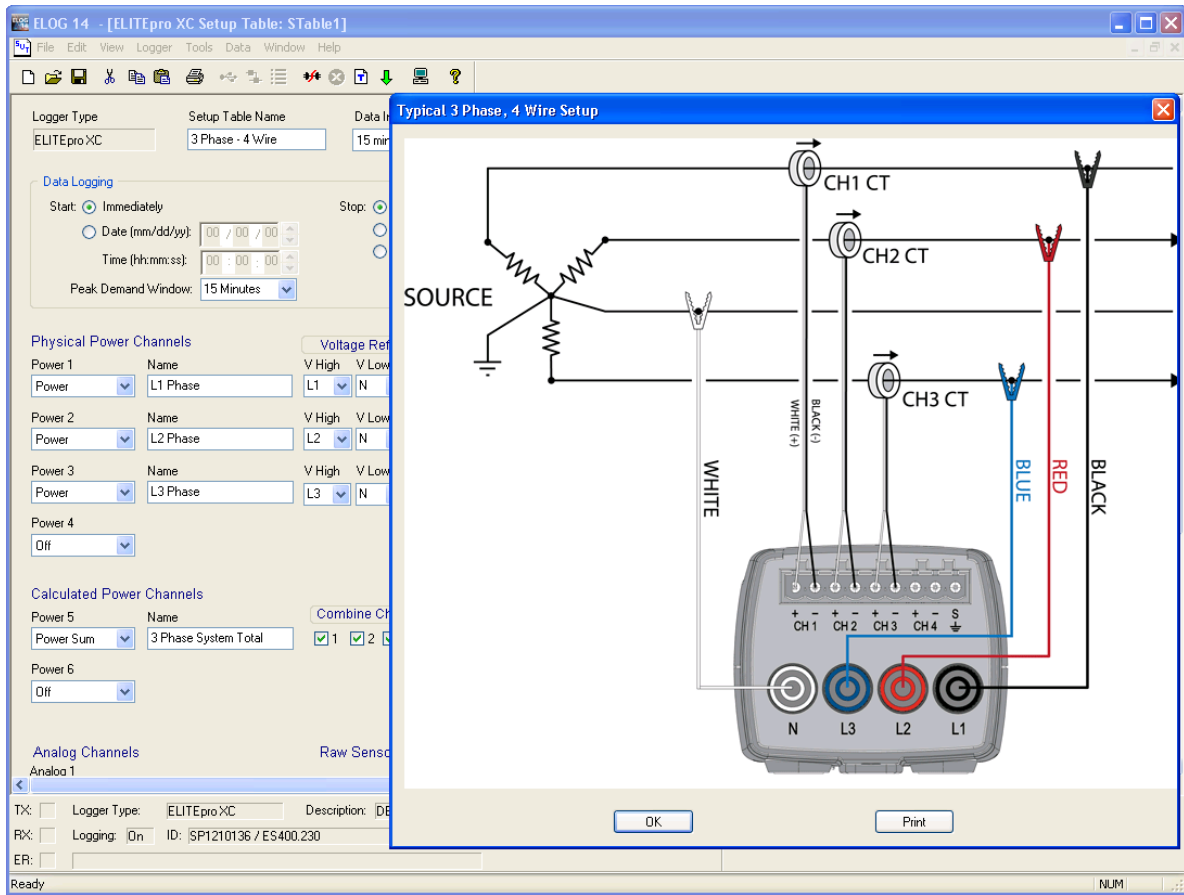 ELOG 14 - [ELITEpro XC Setup Table: STable1]
File Edit View Logger Tools Data Window Help
Logger Type
Setup Table Name
Data In
ELITEpro XC
3 Phase - 4 Wire
15 min
Data Logging
Start: Immediately
Stop:
Date (mm/dd/yy): 00 / 00 / 00
Time (hh:mm:ss): 00 : 00 : 00
Peak Demand Window: 15 Minutes
Physical Power Channels
Voltage Ref
Power 1 Name V High V Low
Power L1 Phase L1 N
Power 2 Name V High V Low
Power L2 Phase L2 N
Power 3 Name V High V Low
Power L3 Phase L3 N
Power 4
Off
Calculated Power Channels
Combine Ch
Power 5 Name
Power Sum 3 Phase System Total 1 2
Power 6
Off
Analog Channels
Raw Senso
Analog 1
TX: Logger Type: ELITEpro XC Description: DE
RX: Logging: On ID: SP1210136 / ES400.230
ER:
Ready
NUM
Typical 3 Phase, 4 Wire Setup
CH1 CT
CH2 CT
SOURCE
CH3 CT
WHITE (+)
BLACK (-)
WHITE
BLUE
RED
BLACK
+ - + - + - + - S
CH 1 CH 2 CH 3 CH 4
N L3 L2 L1
OK
Print